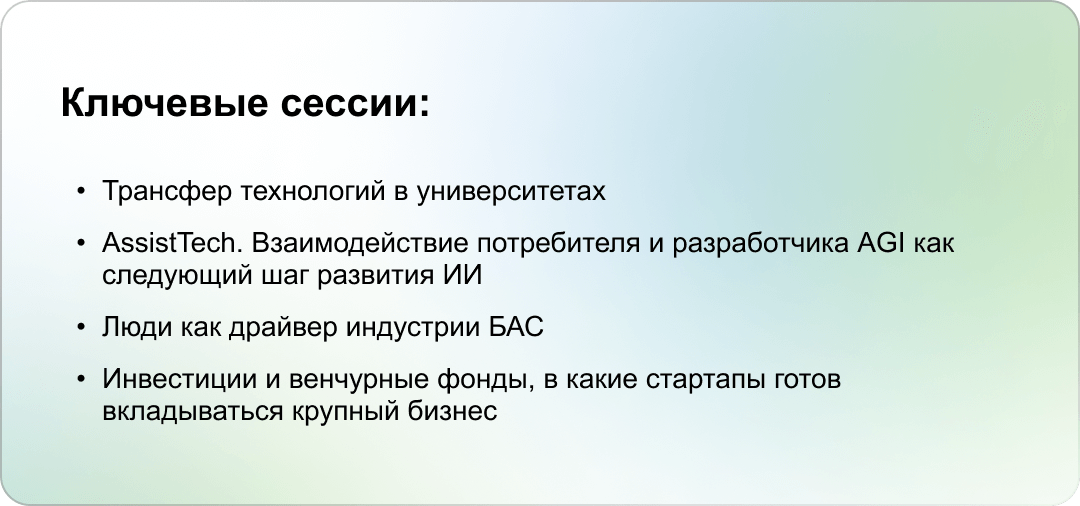 Ключевые сессии:
• Трансфер технологий в университетах
• AssistTech. Взаимодействие потребителя и разработчика AGI как
следующий шаг развития ИИ
• Люди как драйвер индустрии БАС
• Инвестиции и венчурные фонды, в какие стартапы готов
вкладываться крупный бизнес